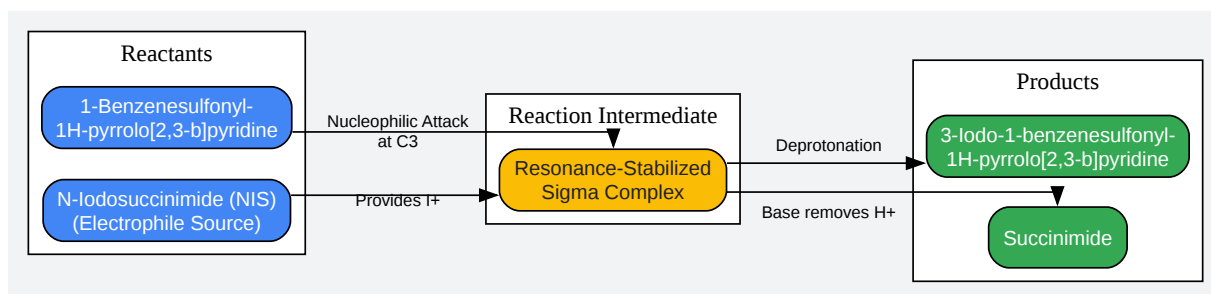 Reactants
1-Benzenesulfonyl-
1H-pyrrolo[2,3-b]pyridine
N-Iodosuccinimide (NIS)
(Electrophile Source)
Nucleophilic Attack
at C3
Provides I+
Reaction Intermediate
Resonance-Stabilized
Sigma Complex
Deprotonation
Base removes H+
Products
3-Iodo-1-benzenesulfonyl-
1H-pyrrolo[2,3-b]pyridine
Succinimide